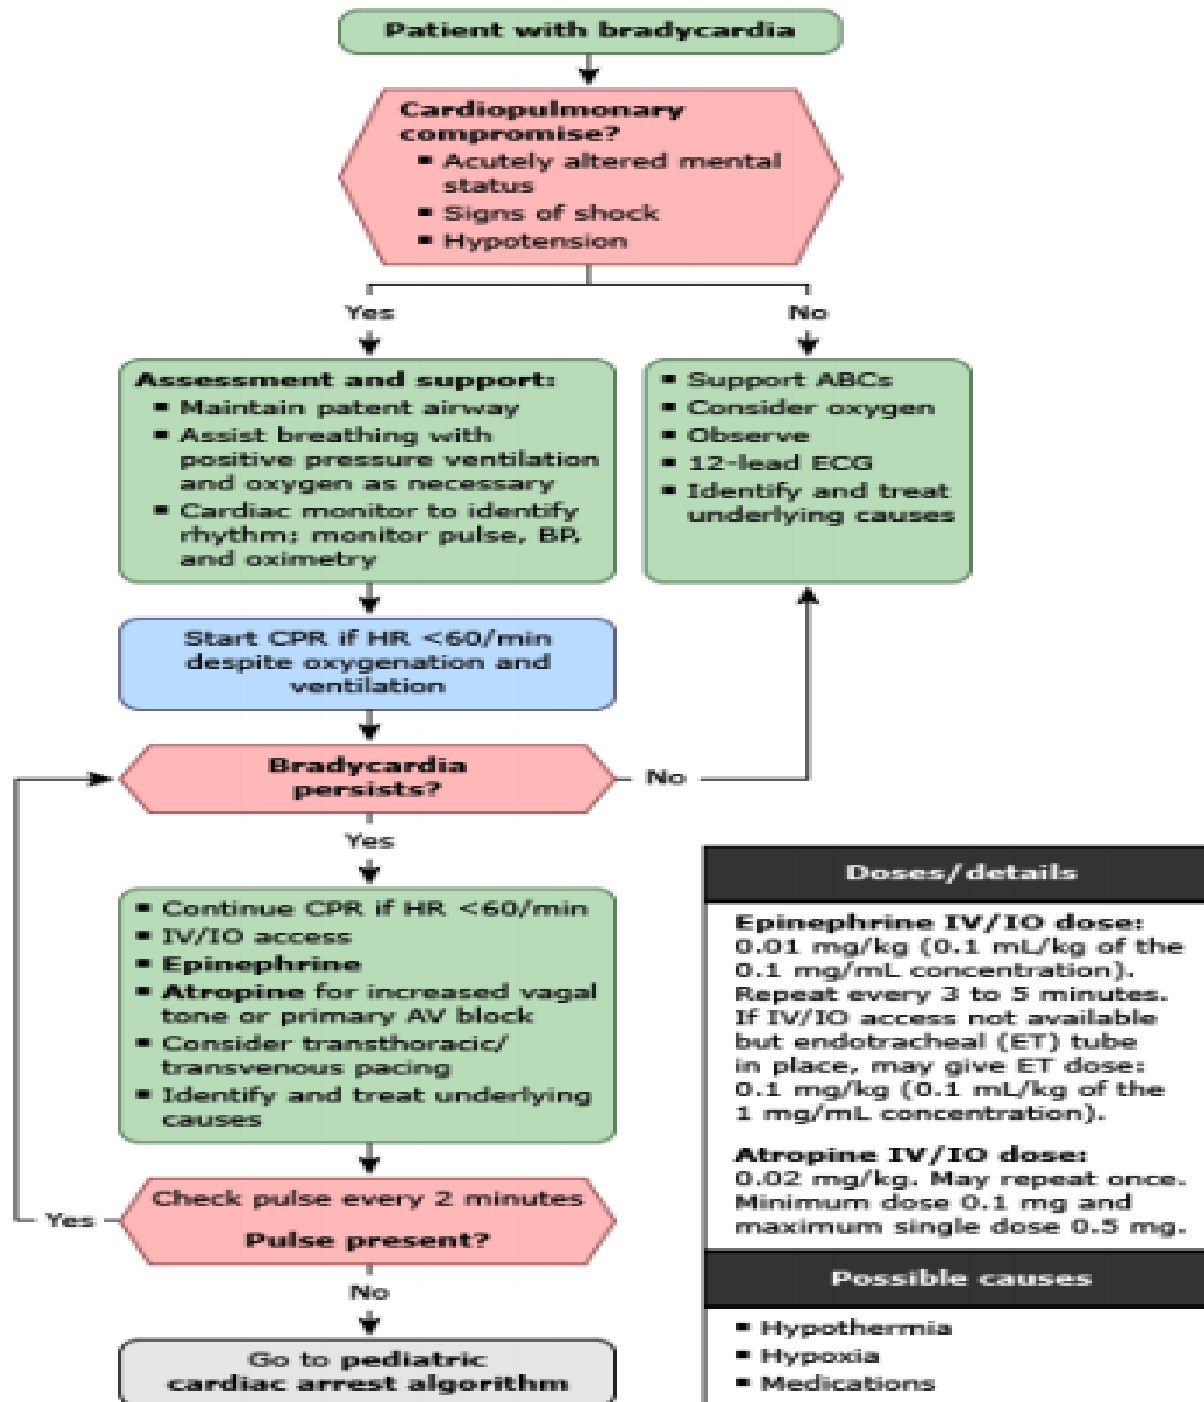 Patient with bradycardia
Cardiopulmonary
compromise?
▪ Acutely altered mental
status
▪ Signs of shock
▪ Hypotension
Yes
No
Assessment and support:
▪ Maintain patent airway
▪ Assist breathing with
positive pressure ventilation
and oxygen as necessary
▪ Cardiac monitor to identify
rhythm; monitor pulse, BP,
and oximetry
▪ Support ABCs
▪ Consider oxygen
▪ Observe
▪ 12-lead ECG
▪ Identify and treat
underlying causes
Start CPR if HR <60/min
despite oxygenation and
ventilation
Bradycardia
persists?
No
Yes
▪ Continue CPR if HR <60/min
▪ IV/IO access
▪ Epinephrine
▪ Atropine for increased vagal
tone or primary AV block
▪ Consider transthoracic/
transvenous pacing
▪ Identify and treat underlying
causes
Check pulse every 2 minutes
Pulse present?
Yes
No
Go to pediatric
cardiac arrest algorithm
Doses/details
Epinephrine IV/IO dose:
0.01 mg/kg (0.1 mL/kg of the
0.1 mg/mL concentration).
Repeat every 3 to 5 minutes.
If IV/IO access not available
but endotracheal (ET) tube
in place, may give ET dose:
0.1 mg/kg (0.1 mL/kg of the
1 mg/mL concentration).
Atropine IV/IO dose:
0.02 mg/kg. May repeat once.
Minimum dose 0.1 mg and
maximum single dose 0.5 mg.
Possible causes
▪ Hypothermia
▪ Hypoxia
▪ Medications